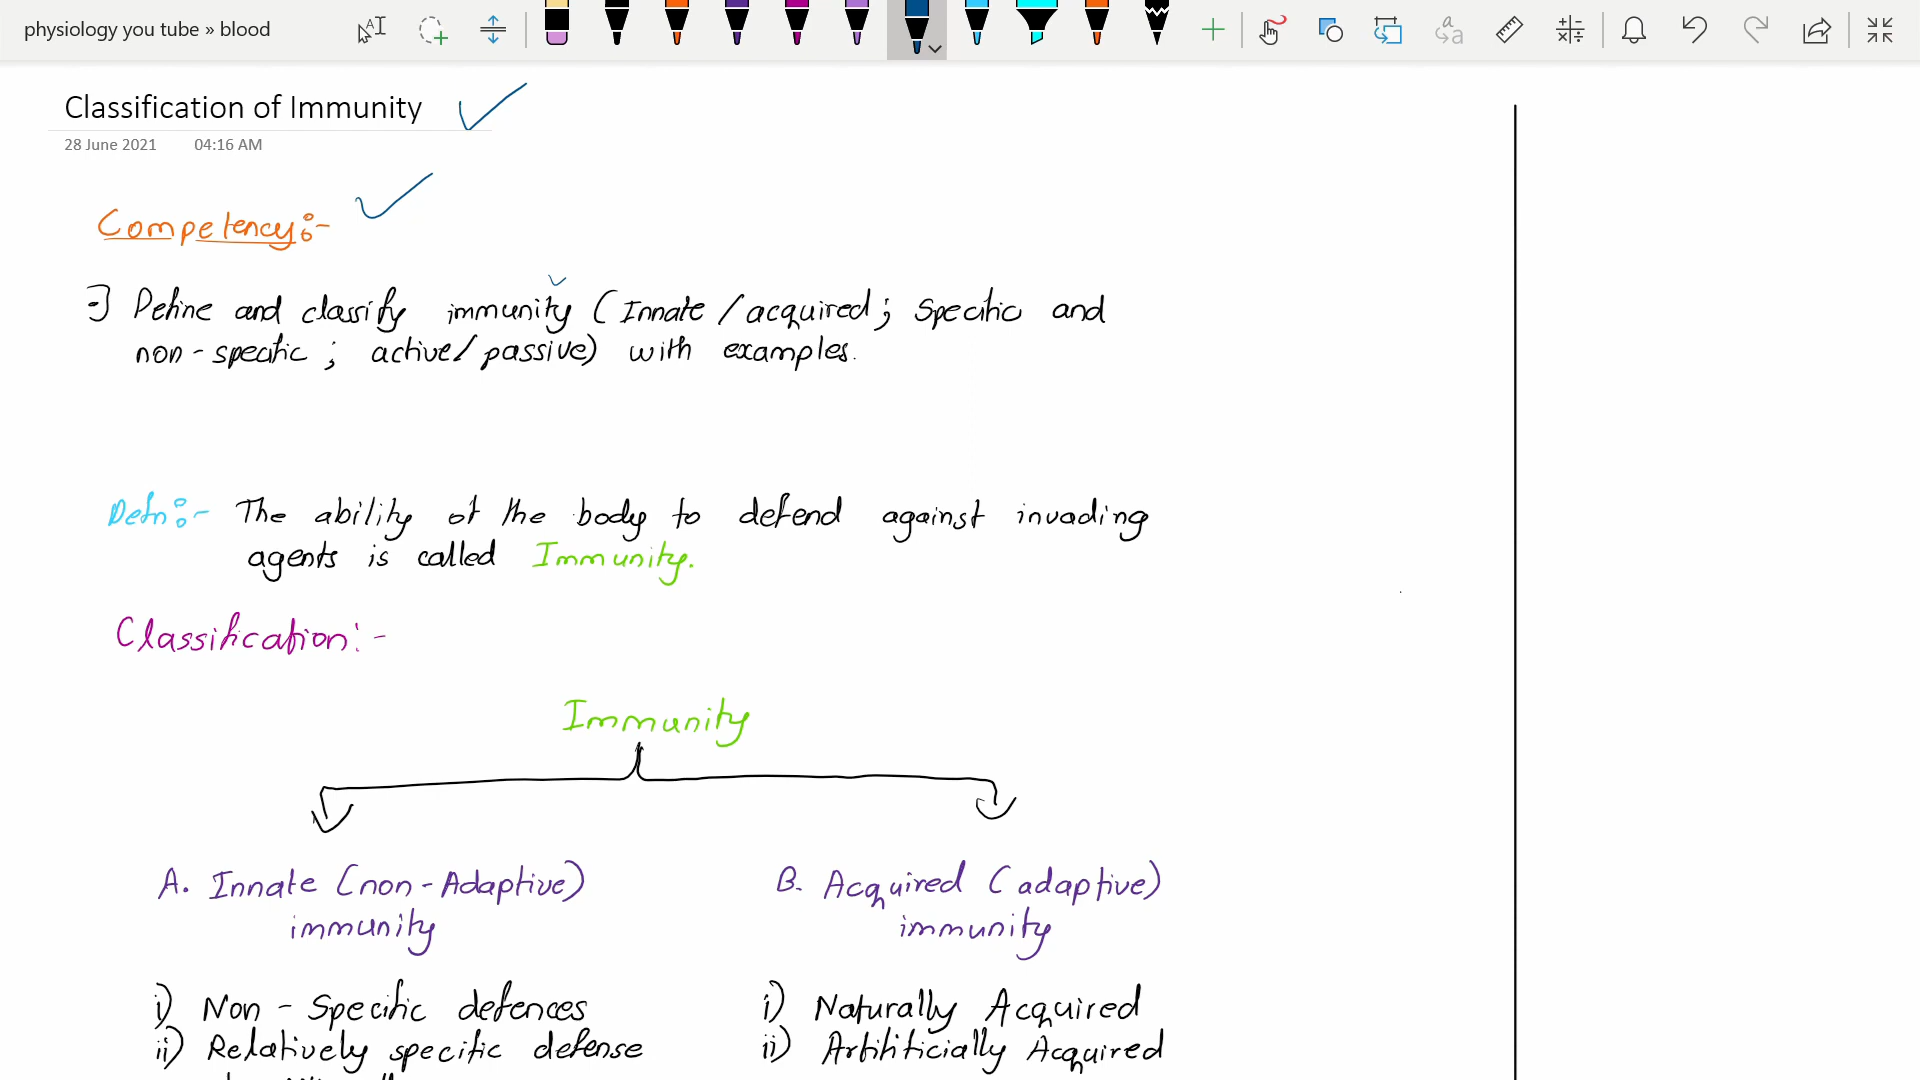 physiology you tube » blood
Classification of Immunity
28 June 2021 04:16 AM
Competency:-
Define and classify immunity (Innate/acquired; Specific and
non-specific; active/passive) with examples.
Defn:- The ability of the body to defend against invading
agents is called Immunity.
Classification:-
Immunity
A. Innate (non-Adaptive)
immunity
B. Acquired (adaptive)
immunity
i) Non-Specific defences
ii) Relatively specific defense
i) Naturally Acquired
ii) Artificially Acquired